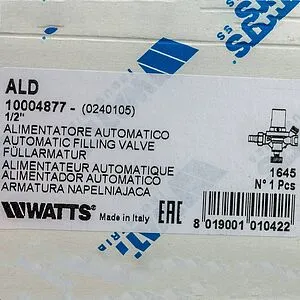 ALD
10004877 - (0240105)
1/2"
ALIMENTATORE AUTOMATICO
AUTOMATIC FILLING VALVE
FÜLLARMATUR
ALIMENTATEUR AUTOMATIQUE
ALIMENTADOR AUTOMATICO
ARMATURA NAPELNIAJACA
1645
N° 1 Pcs
WATTS® Made in Italy EAC
8 019001 010422